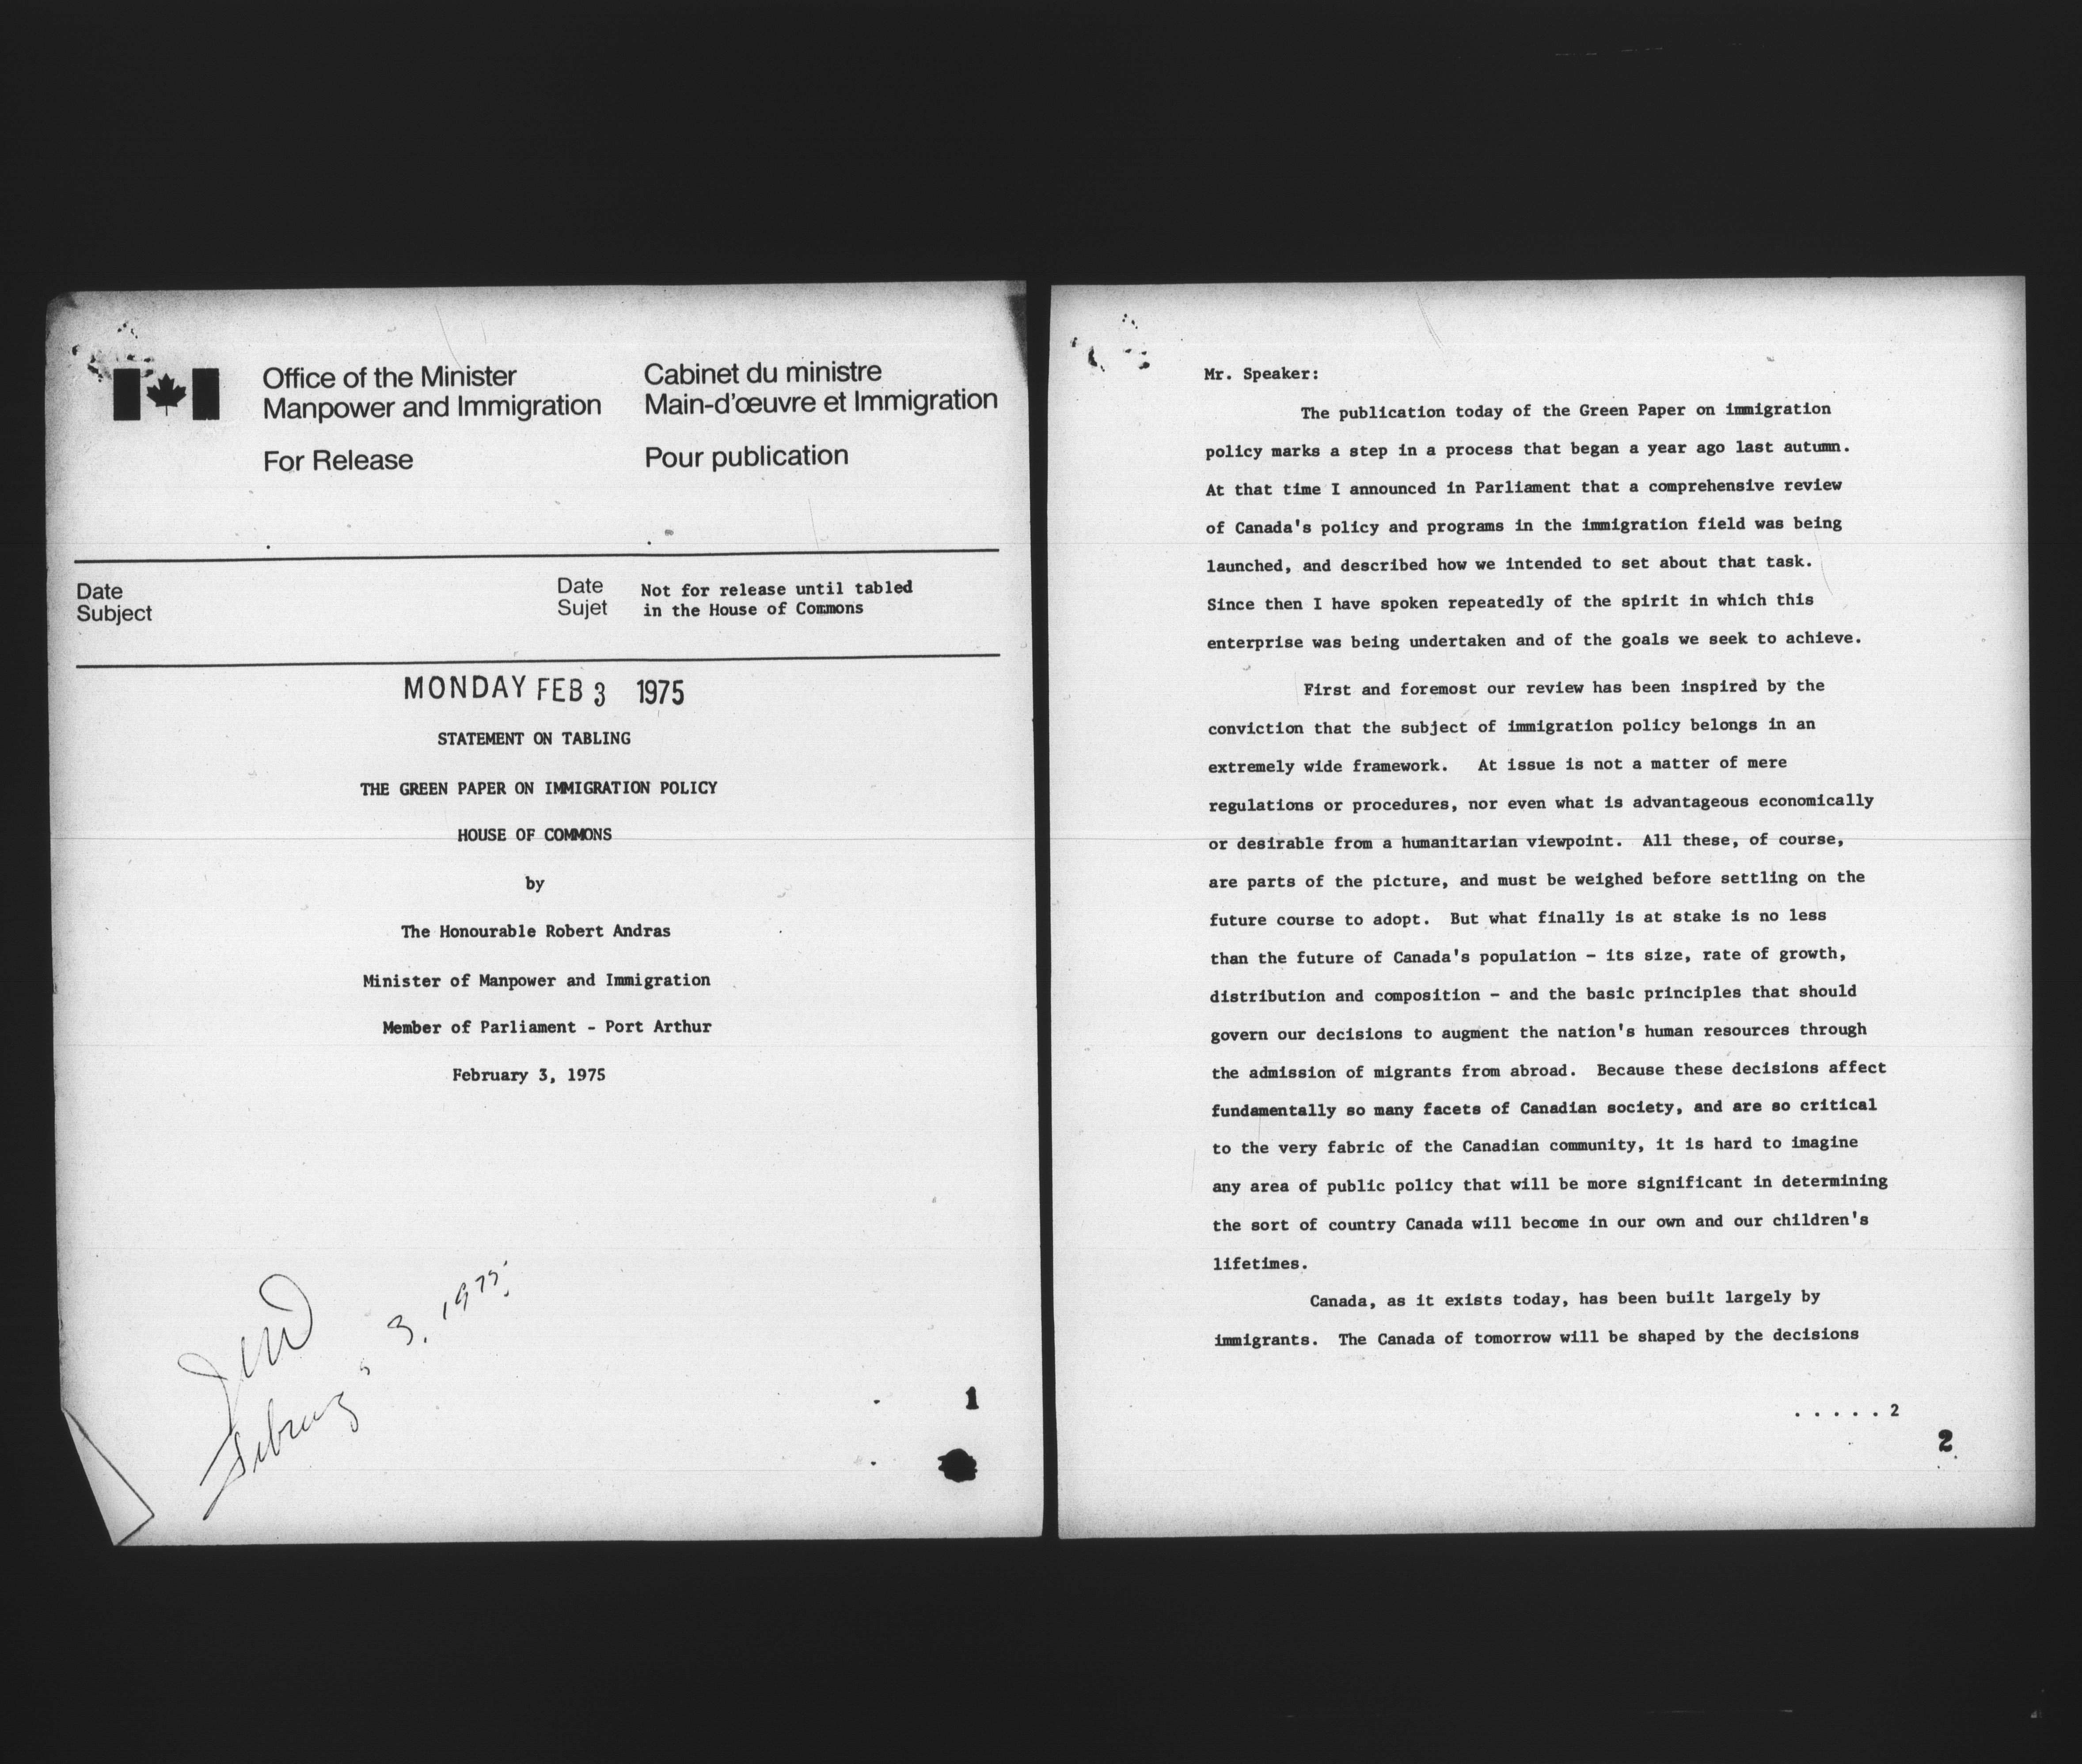 Office of the Minister
Manpower and Immigration
For Release
Cabinet du ministre
Main-d'œuvre et Immigration
Pour publication
Date
Subject
Date
Sujet
Not for release until tabled
in the House of Commons
MONDAY FEB 3 1975
STATEMENT ON TABLING
THE GREEN PAPER ON IMMIGRATION POLICY
HOUSE OF COMMONS
by
The Honourable Robert Andras
Minister of Manpower and Immigration
Member of Parliament - Port Arthur
February 3, 1975
3, 1975
1
Mr. Speaker:
The publication today of the Green Paper on immigration
policy marks a step in a process that began a year ago last autumn.
At that time I announced in Parliament that a comprehensive review
of Canada's policy and programs in the immigration field was being
launched, and described how we intended to set about that task.
Since then I have spoken repeatedly of the spirit in which this
enterprise was being undertaken and of the goals we seek to achieve.
First and foremost our review has been inspired by the
conviction that the subject of immigration policy belongs in an
extremely wide framework. At issue is not a matter of mere
regulations or procedures, nor even what is advantageous economically
or desirable from a humanitarian viewpoint. All these, of course,
are parts of the picture, and must be weighed before settling on the
future course to adopt. But what finally is at stake is no less
than the future of Canada's population - its size, rate of growth,
distribution and composition - and the basic principles that should
govern our decisions to augment the nation's human resources through
the admission of migrants from abroad. Because these decisions affect
fundamentally so many facets of Canadian society, and are so critical
to the very fabric of the Canadian community, it is hard to imagine
any area of public policy that will be more significant in determining
the sort of country Canada will become in our own and our children's
lifetimes.
Canada, as it exists today, has been built largely by
immigrants. The Canada of tomorrow will be shaped by the decisions
. . . . . 2
2